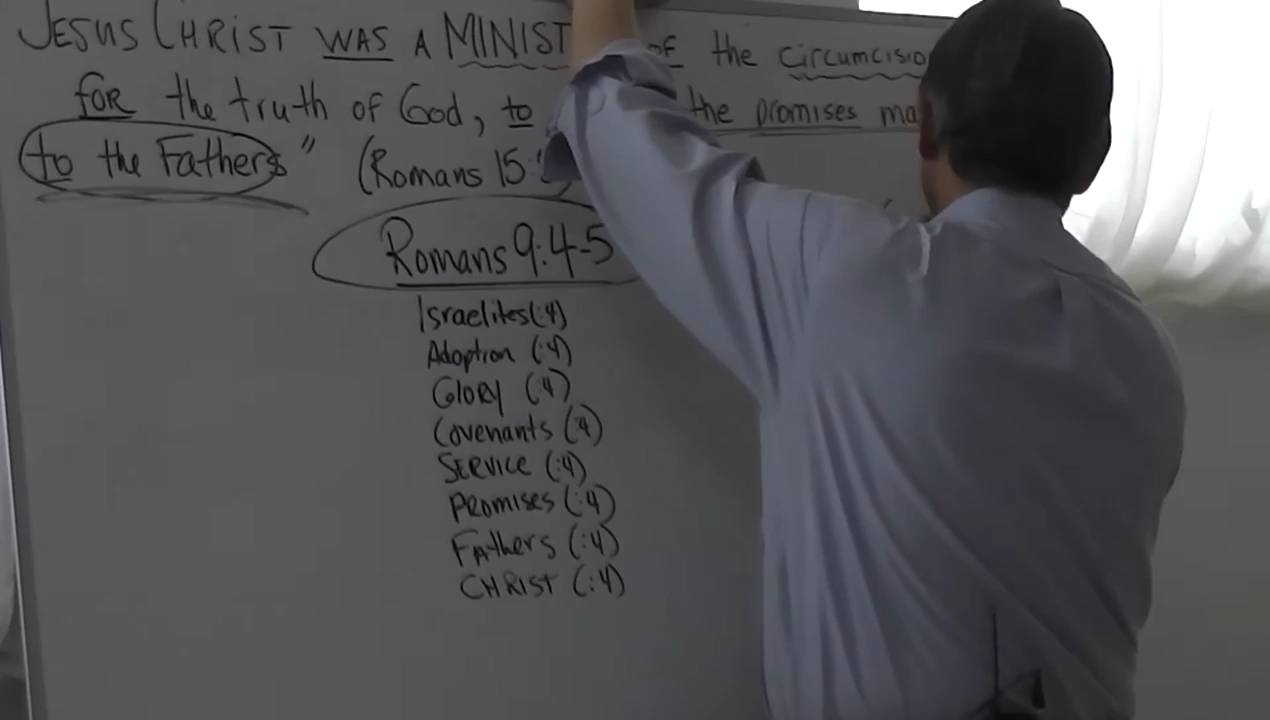 JESUS CHRIST WAS A MINIST of the circumcisio
for the truth of God, to the promises ma
to the Fathers" (Romans 15:
Romans 9:4-5
Israelites (:4)
Adoption (:4)
Glory (:4)
Covenants (:4)
SERVICE (:4)
PROMISES (:4)
FAthers (:4)
CHRIST (:4)